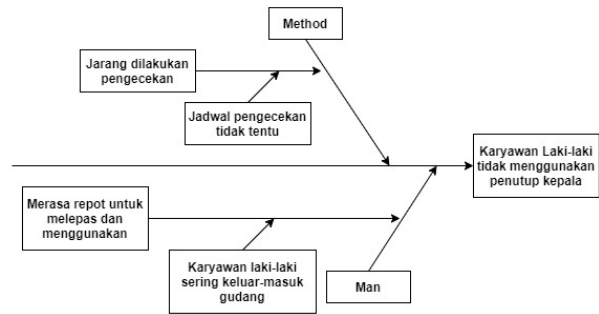 Method
Jarang dilakukan
pengecekan
Jadwal pengecekan
tidak tentu
Karyawan Laki-laki
tidak menggunakan
penutup kepala
Merasa repot untuk
melepas dan
menggunakan
Karyawan laki-laki
sering keluar-masuk
gudang
Man